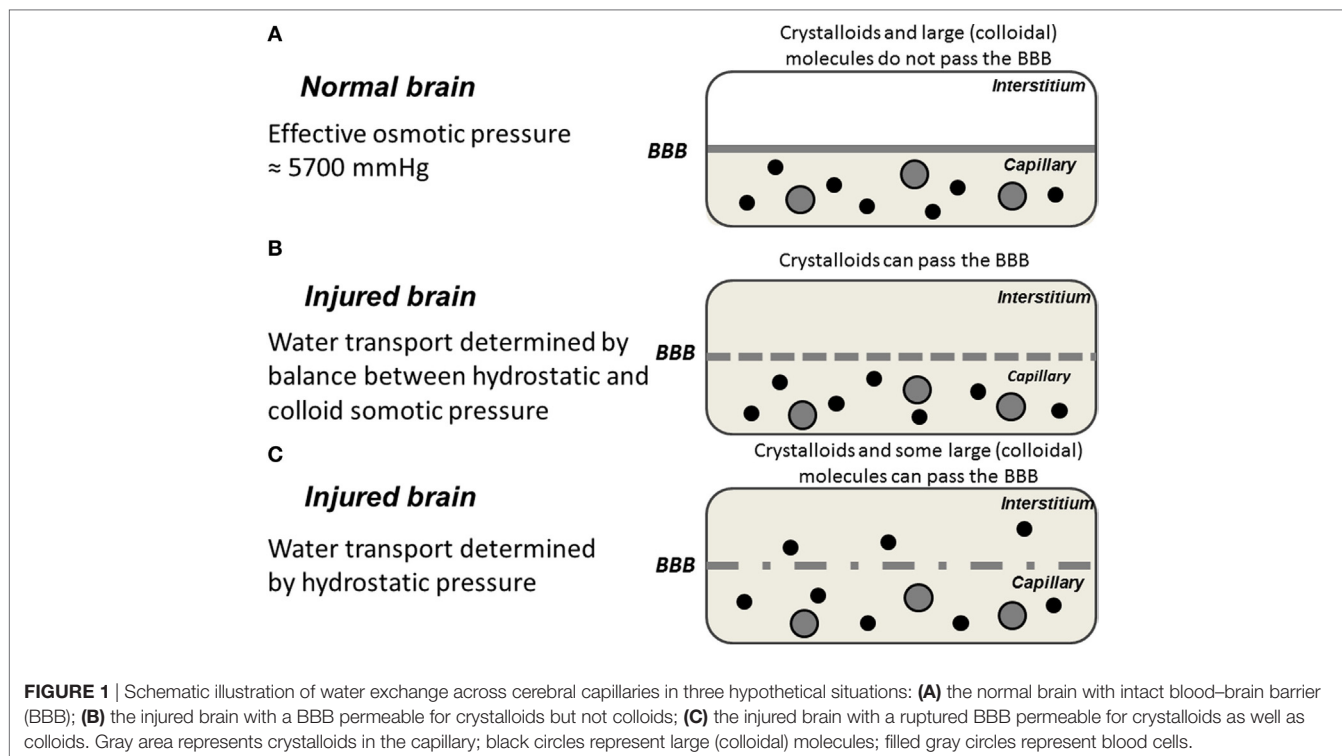 A
Crystalloids and large (colloidal)
molecules do not pass the BBB
Normal brain
Effective osmotic pressure
≈ 5700 mmHg
Interstitium
BBB
Capillary
B
Crystalloids can pass the BBB
Injured brain
Water transport determined by
balance between hydrostatic and
colloid somotic pressure
Interstitium
BBB
Capillary
C
Crystalloids and some large (colloidal)
molecules can pass the BBB
Injured brain
Water transport determined
by hydrostatic pressure
Interstitium
BBB
Capillary
FIGURE 1 | Schematic illustration of water exchange across cerebral capillaries in three hypothetical situations: (A) the normal brain with intact blood–brain barrier
(BBB); (B) the injured brain with a BBB permeable for crystalloids but not colloids; (C) the injured brain with a ruptured BBB permeable for crystalloids as well as
colloids. Gray area represents crystalloids in the capillary; black circles represent large (colloidal) molecules; filled gray circles represent blood cells.